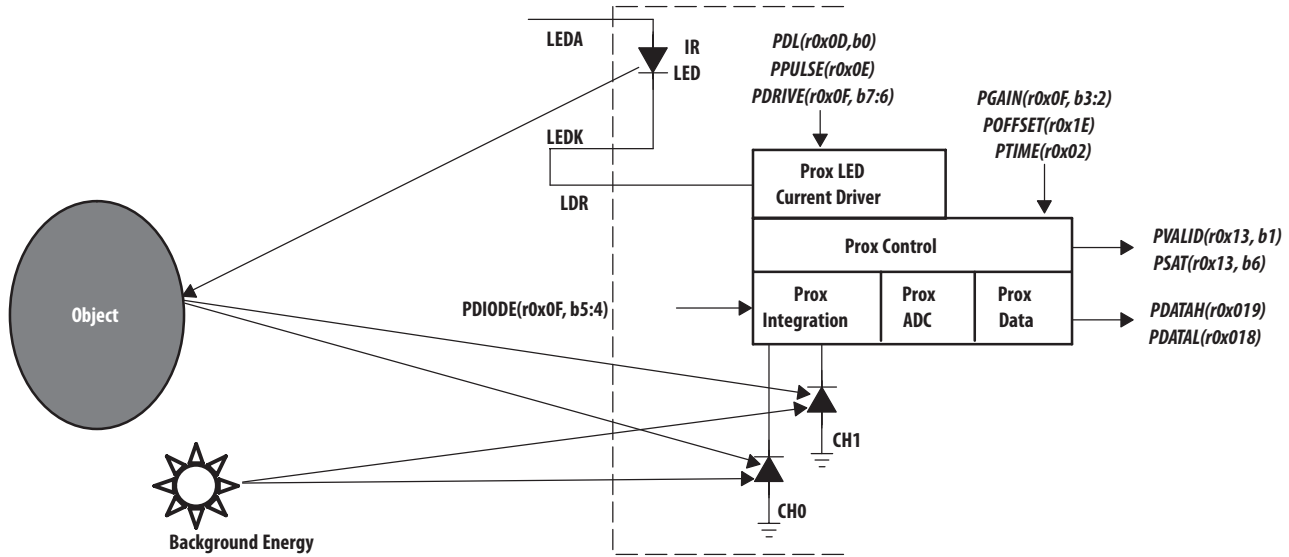 LEDA
IR
LED
LEDK
LDR
PDL(r0x0D,b0)
PPULSE(r0x0E)
PDRIVE(r0x0F, b7:6)
PGAIN(r0x0F, b3:2)
POFFSET(r0x1E)
PTIME(r0x02)
Prox LED
Current Driver
Prox Control
PVALID(r0x13, b1)
PSAT(r0x13, b6)
PDIODE(r0x0F, b5:4)
Prox
Integration
Prox
ADC
Prox
Data
PDATAH(r0x019)
PDATAL(r0x018)
Object
CH1
CH0
Background Energy